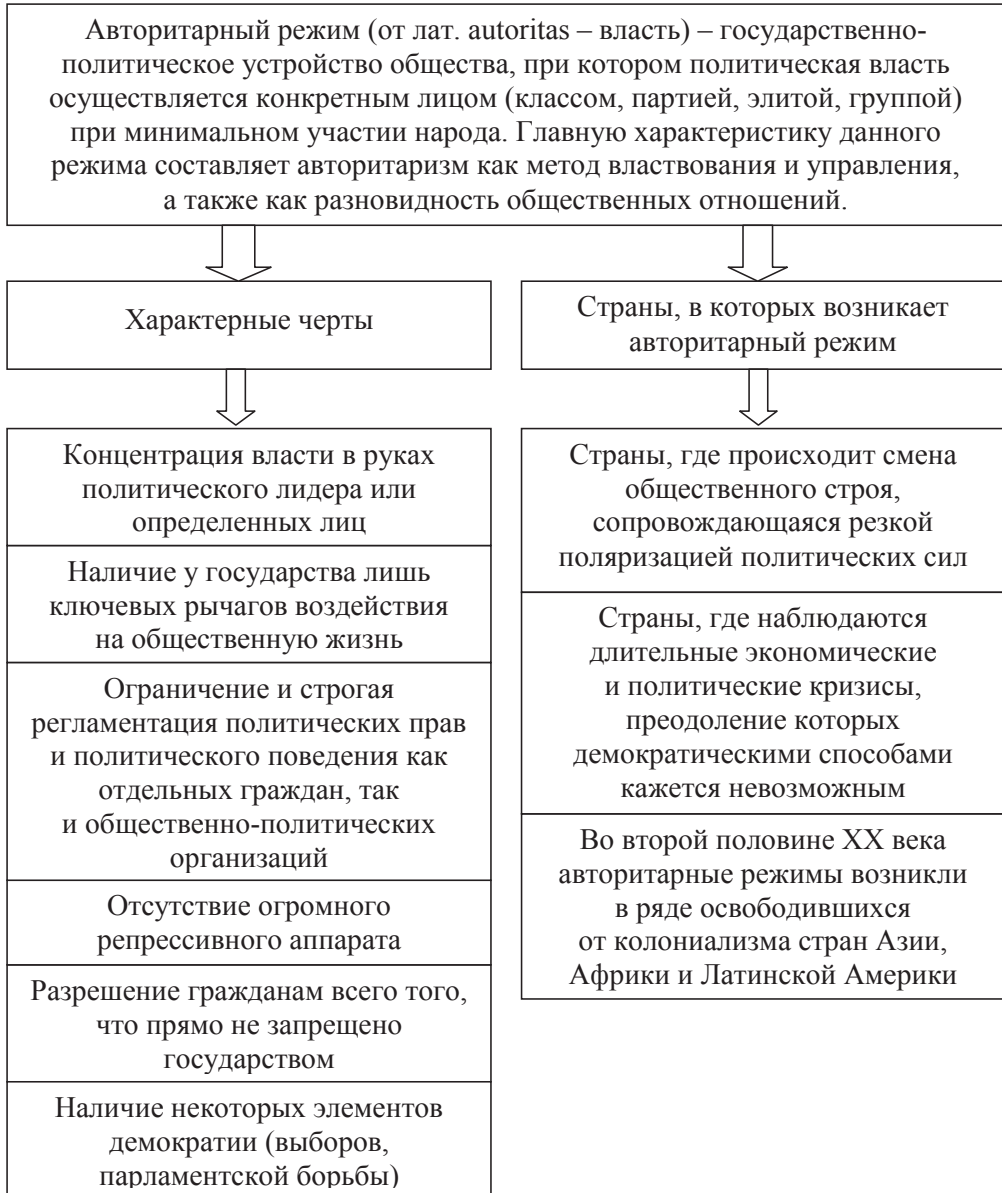 Авторитарный режим (от лат. autoritas – власть) – государственно-
политическое устройство общества, при котором политическая власть
осуществляется конкретным лицом (классом, партией, элитой, группой)
при минимальном участии народа. Главную характеристику данного
режима составляет авторитаризм как метод властвования и управления,
а также как разновидность общественных отношений.
Характерные черты
Концентрация власти в руках
политического лидера или
определенных лиц
Наличие у государства лишь
ключевых рычагов воздействия
на общественную жизнь
Ограничение и строгая
регламентация политических прав
и политического поведения как
отдельных граждан, так
и общественно-политических
организаций
Отсутствие огромного
репрессивного аппарата
Разрешение гражданам всего того,
что прямо не запрещено
государством
Наличие некоторых элементов
демократии (выборов,
парламентской борьбы)
Страны, в которых возникает
авторитарный режим
Страны, где происходит смена
общественного строя,
сопровождающаяся резкой
поляризацией политических сил
Страны, где наблюдаются
длительные экономические
и политические кризисы,
преодоление которых
демократическими способами
кажется невозможным
Во второй половине XX века
авторитарные режимы возникли
в ряде освободившихся
от колониализма стран Азии,
Африки и Латинской Америки